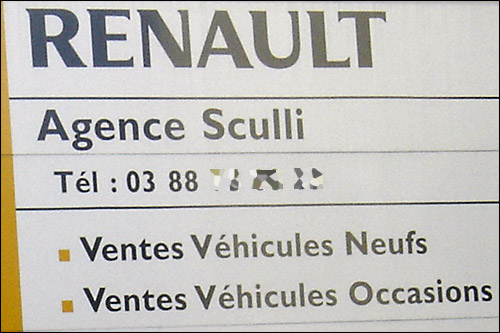 RENAULT
Agence Sculli
Tél : 03 88
Ventes Véhicules Neufs
Ventes Véhicules Occasions